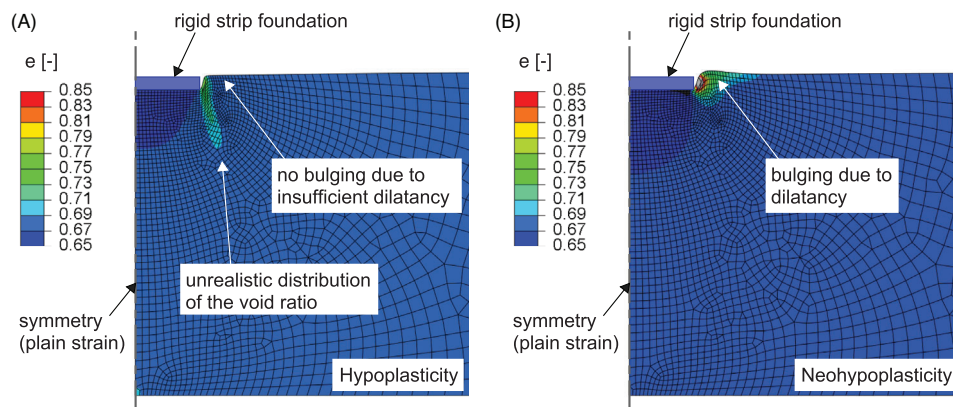 (A)
rigid strip foundation
e [-]
0.85
0.83
0.81
0.79
0.77
0.75
0.73
0.71
0.69
0.67
0.65
no bulging due to
insufficient dilatancy
unrealistic distribution
of the void ratio
symmetry
(plain strain)
Hypoplasticity
(B)
rigid strip foundation
e [-]
0.85
0.83
0.81
0.79
0.77
0.75
0.73
0.71
0.69
0.67
0.65
bulging due to
dilatancy
symmetry
(plain strain)
Neohypoplasticity